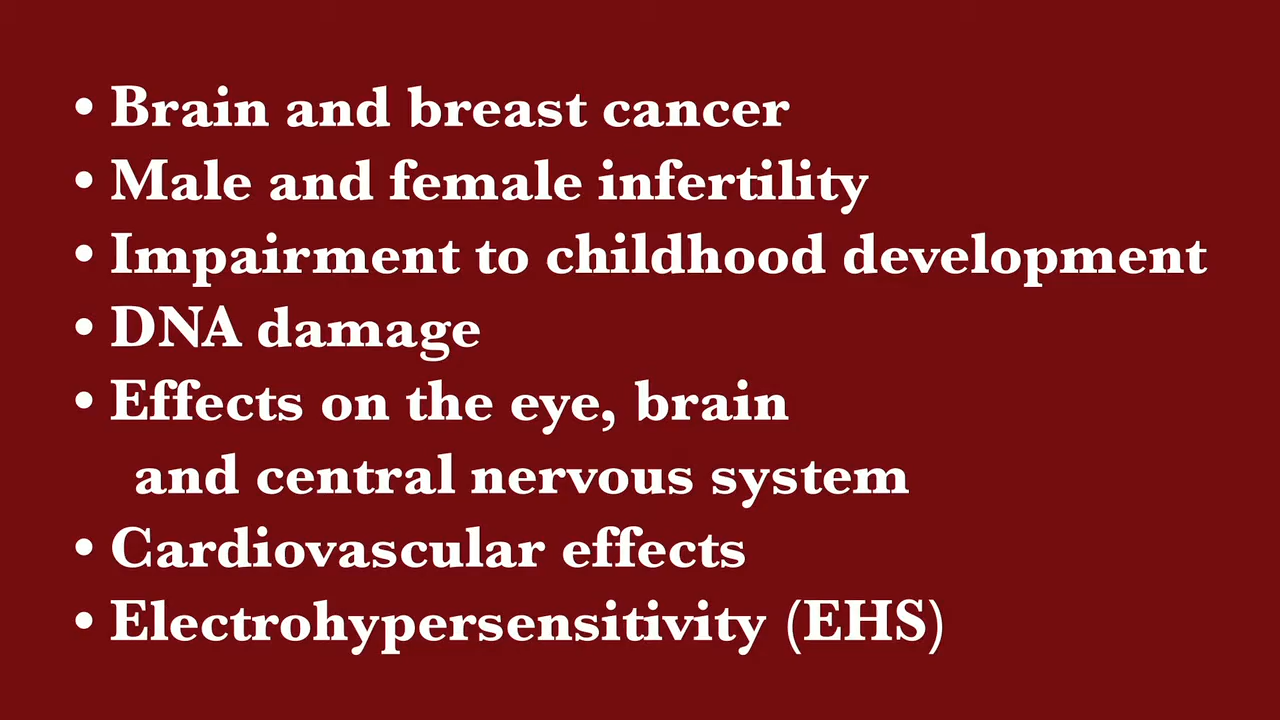 • Brain and breast cancer
• Male and female infertility
• Impairment to childhood development
• DNA damage
• Effects on the eye, brain
and central nervous system
• Cardiovascular effects
• Electrohypersensitivity (EHS)